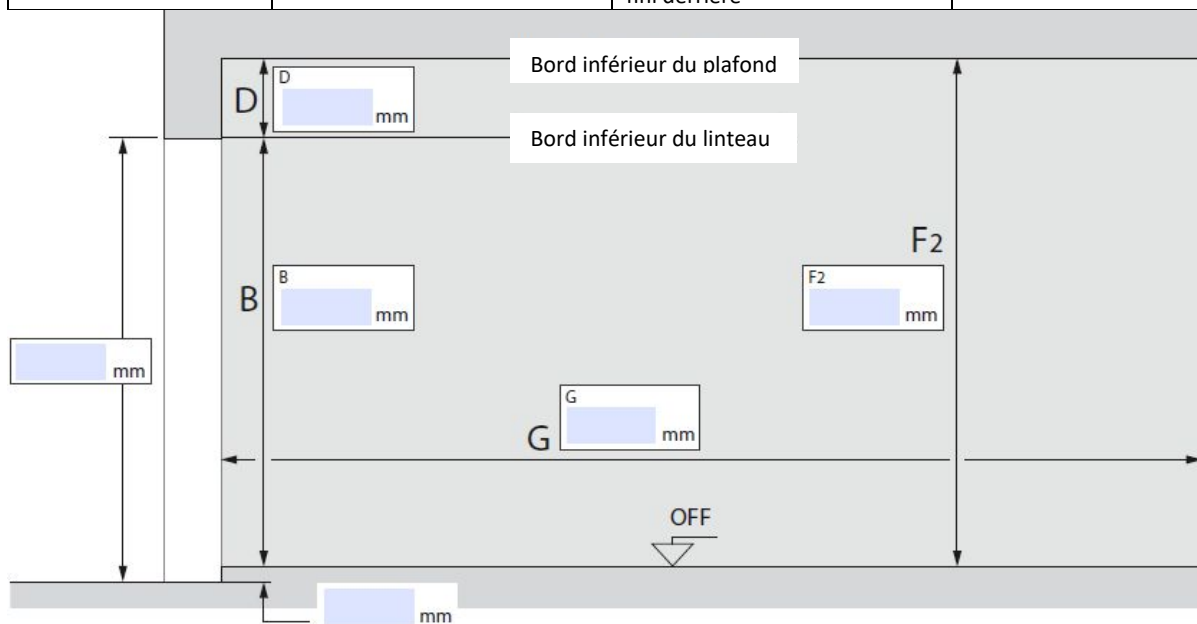 fini derrière
Bord inférieur du plafond
D
D
mm
Bord inférieur du linteau
F2
B
B
mm
F2
mm
mm
G
G
mm
OFF
mm